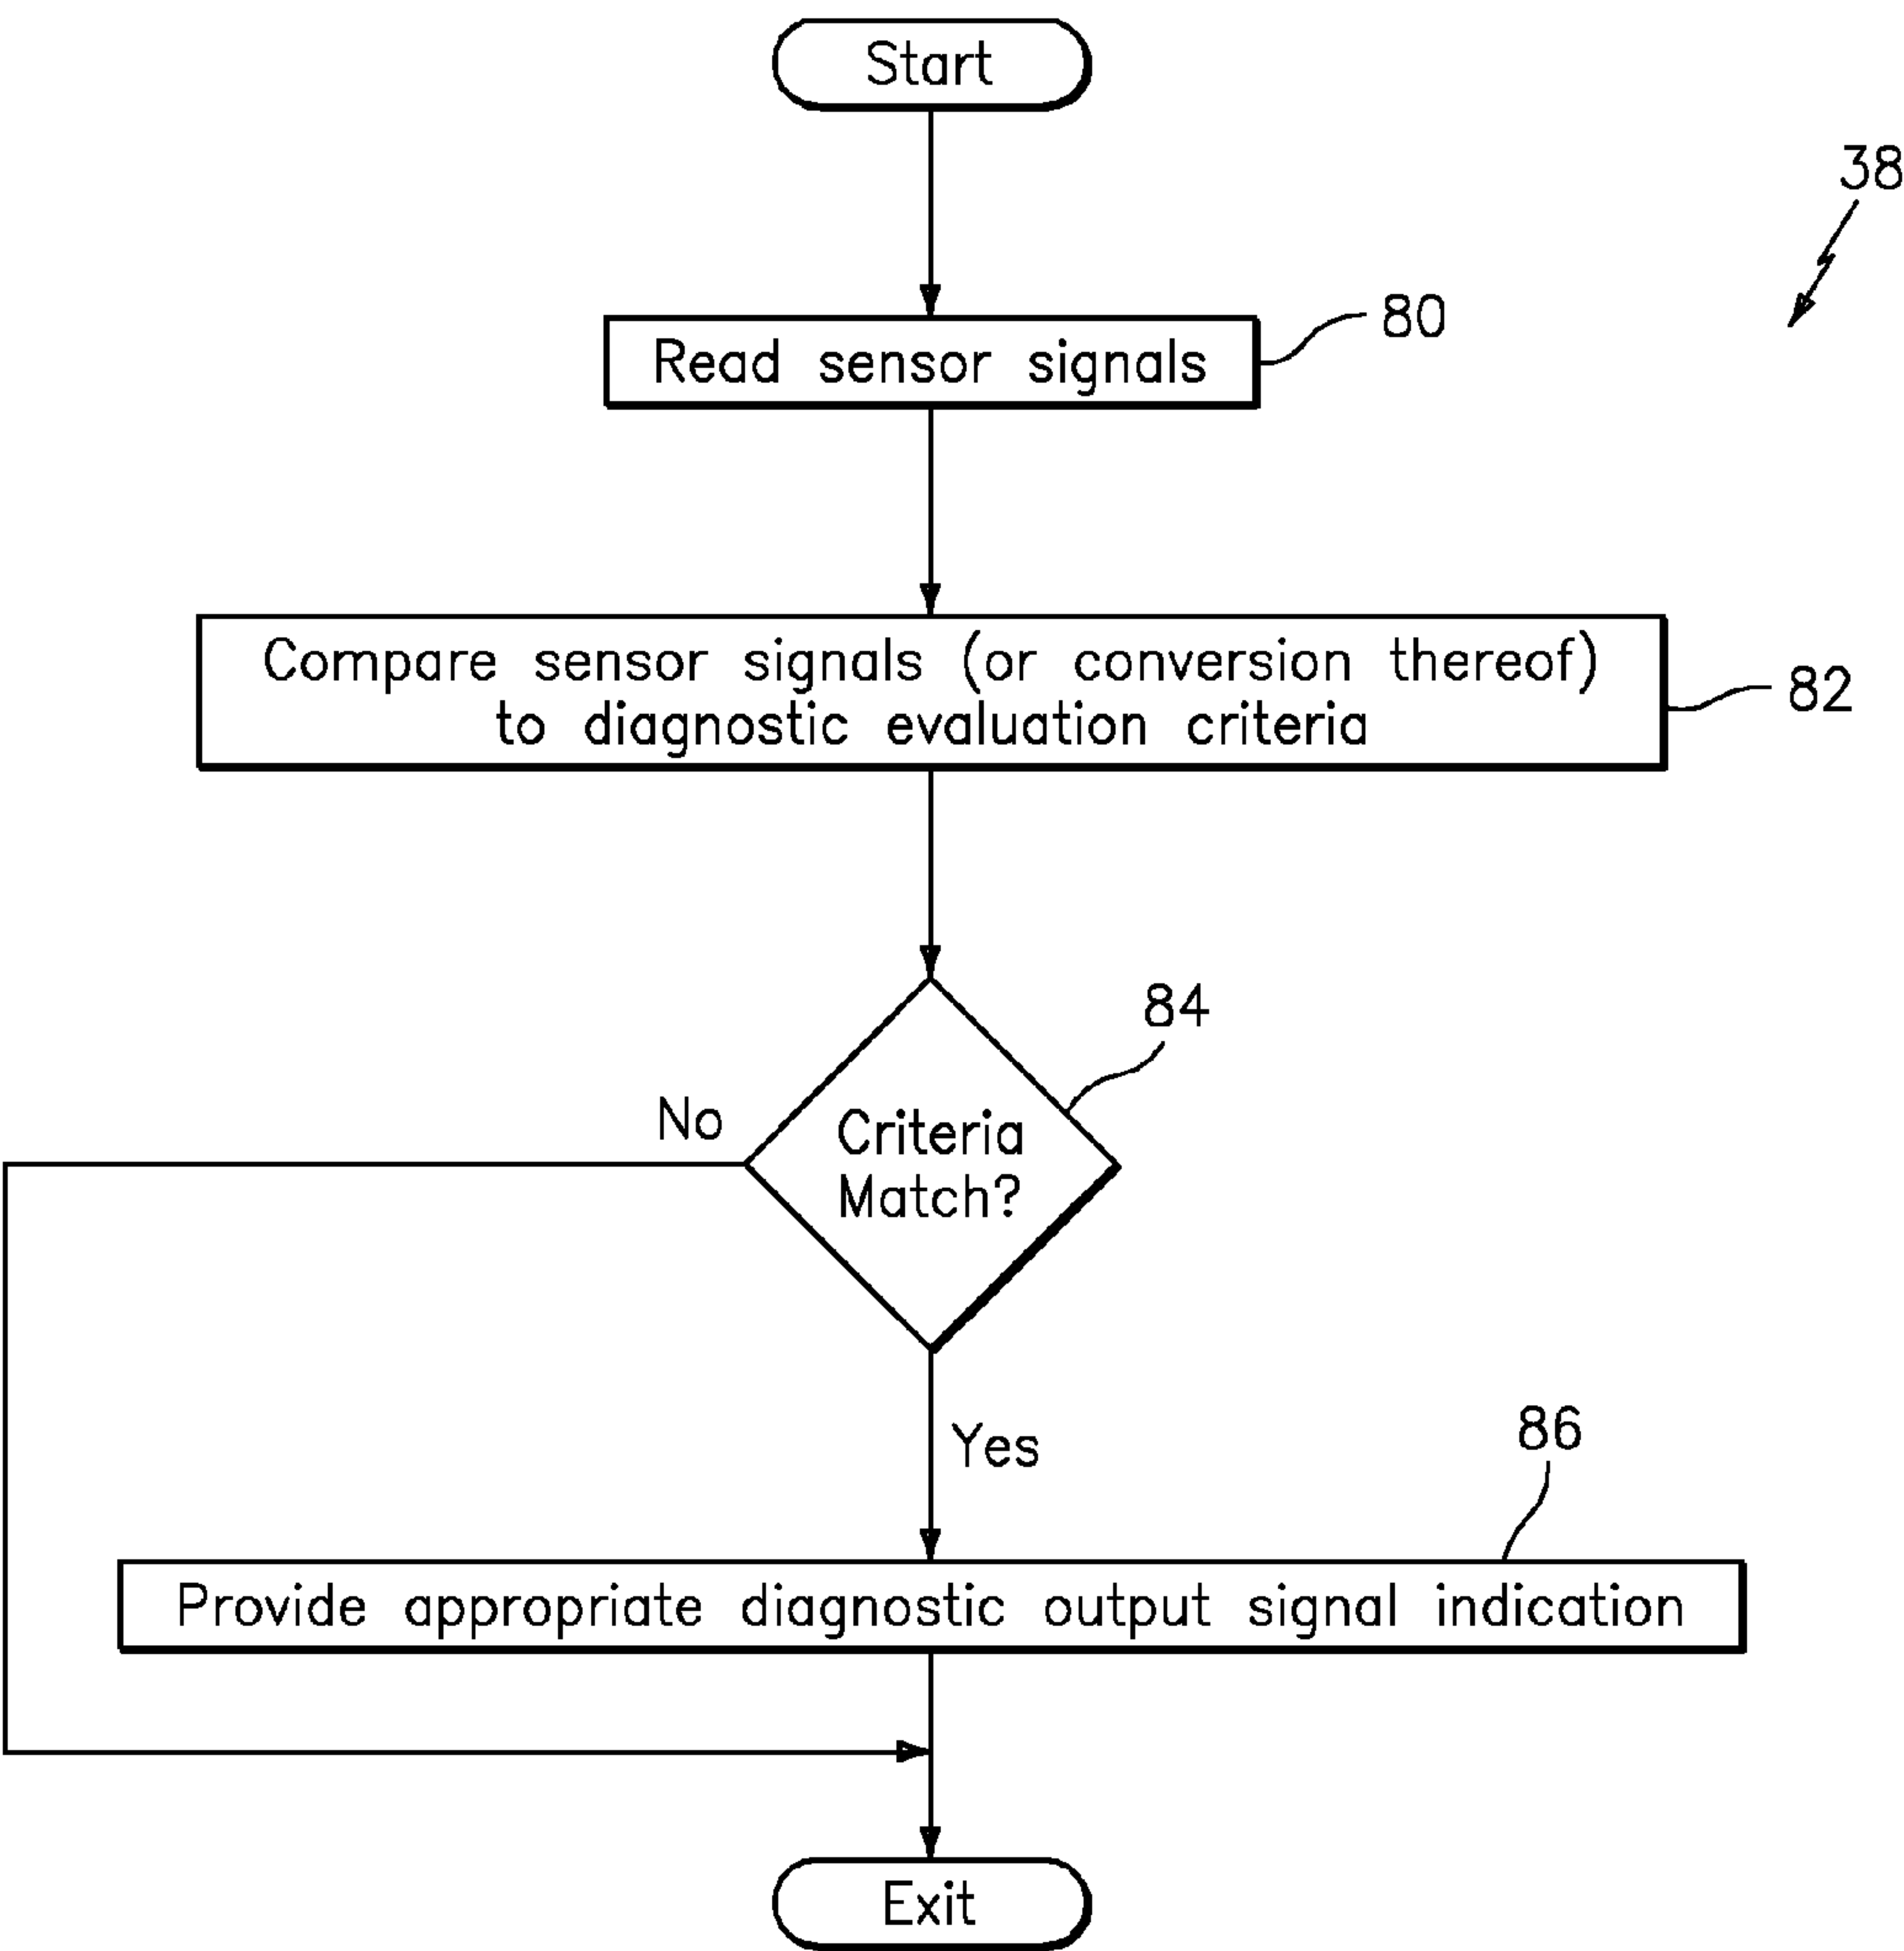 Start
38
80
Read sensor signals
Compare sensor signals (or conversion thereof)
to diagnostic evaluation criteria
82
84
No
Criteria
Match?
Yes
86
Provide appropriate diagnostic output signal indication
Exit